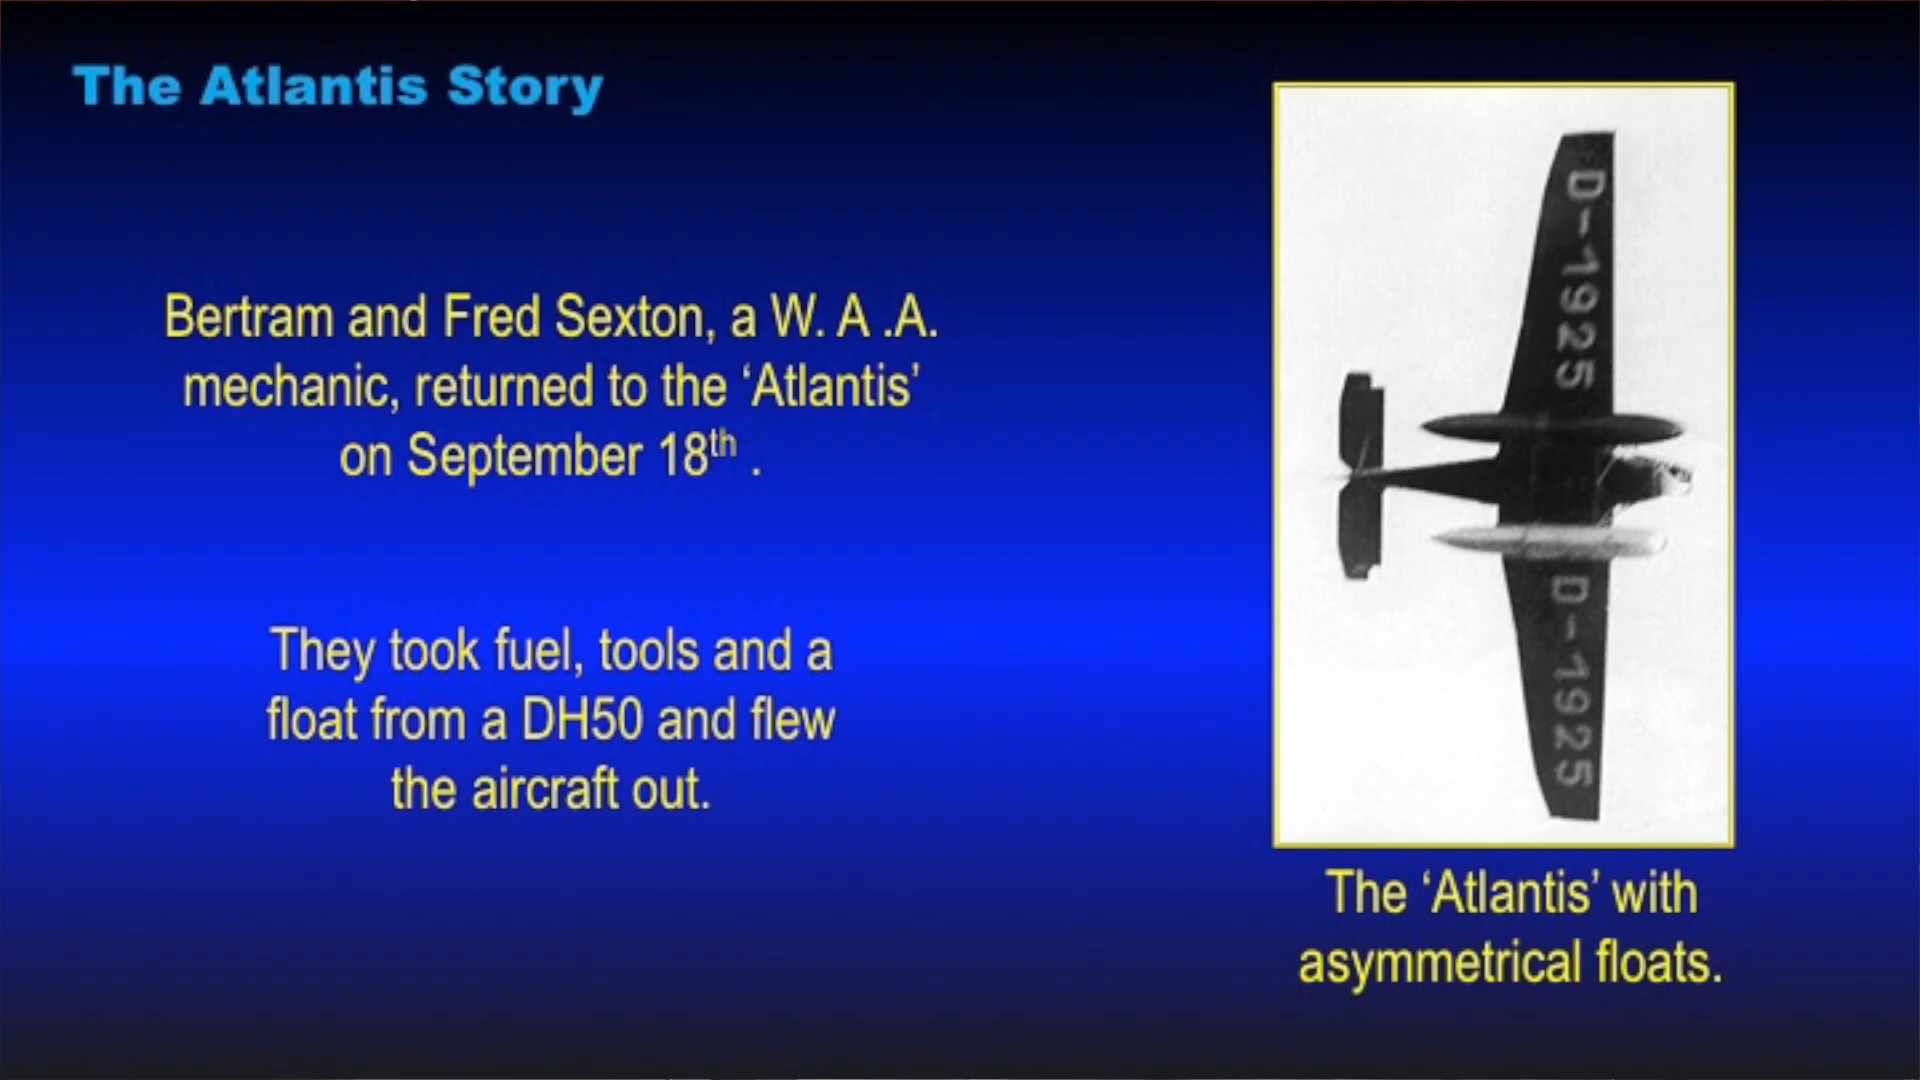 The Atlantis Story
Bertram and Fred Sexton, a W. A .A.
mechanic, returned to the ‘Atlantis’
on September 18th .
They took fuel, tools and a
float from a DH50 and flew
the aircraft out.
D-1925
D-1925
The ‘Atlantis’ with
asymmetrical floats.